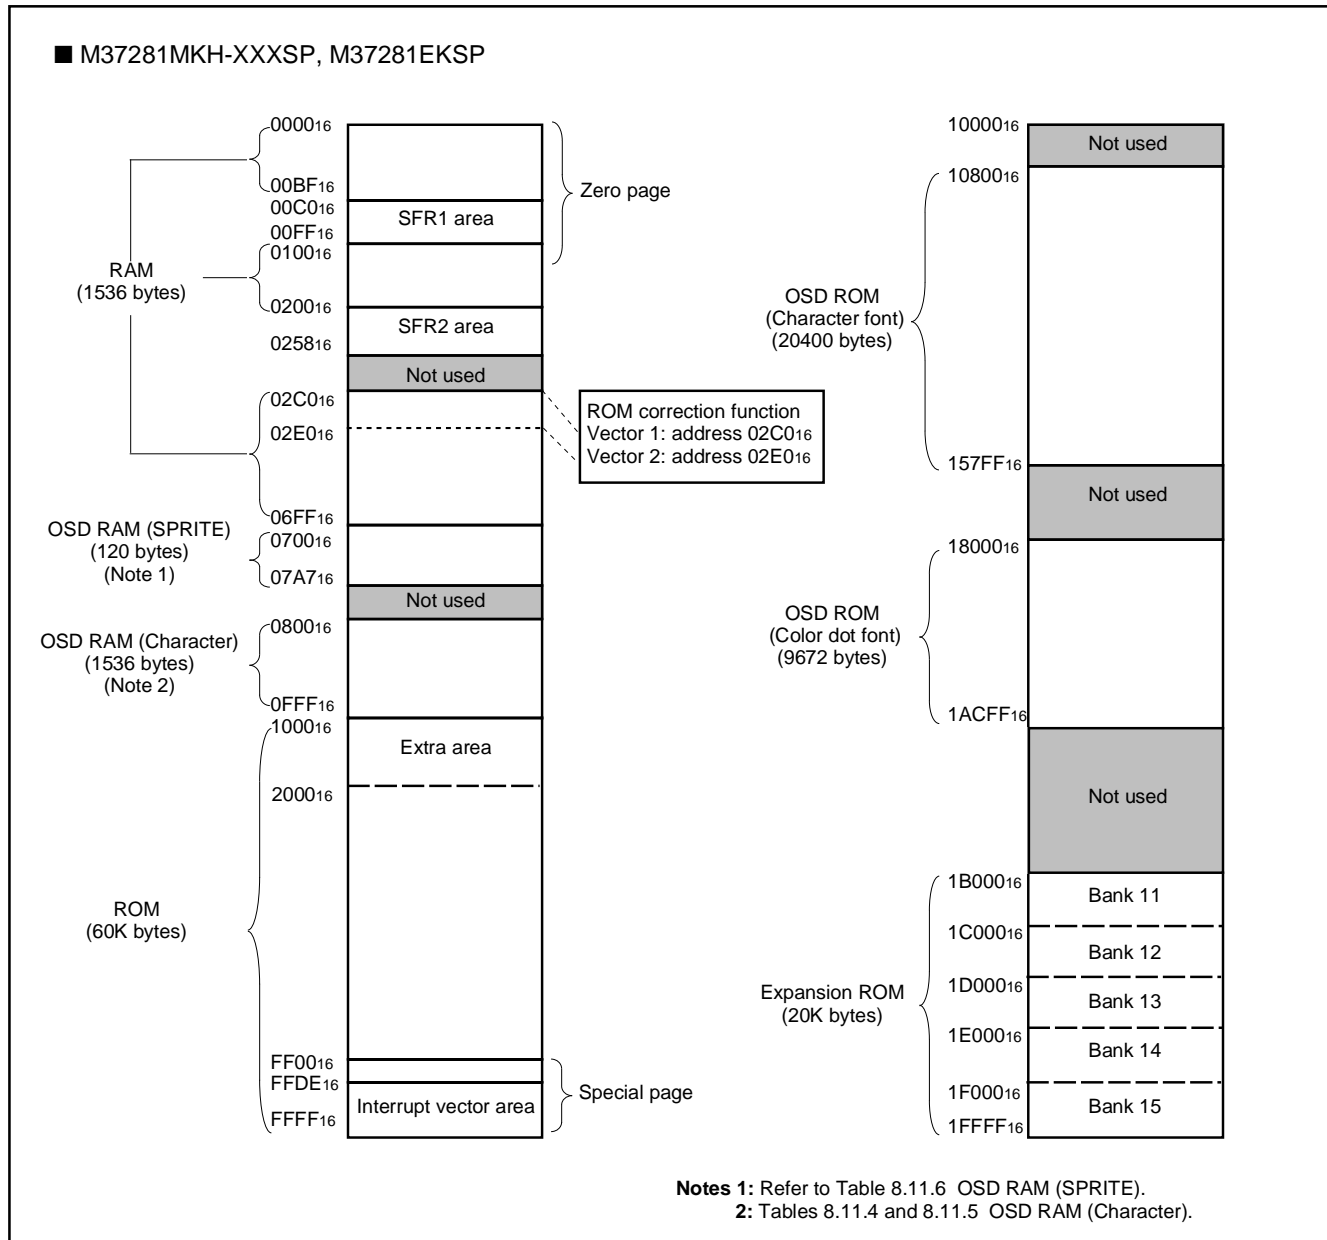 ■ M37281MKH-XXXSP, M37281EKSP
0000₁₆
00BF₁₆
00C0₁₆
SFR1 area
00FF₁₆
0100₁₆
Zero page
RAM
(1536 bytes)
0200₁₆
SFR2 area
0258₁₆
Not used
02C0₁₆
02E0₁₆
ROM correction function
Vector 1: address 02C0₁₆
Vector 2: address 02E0₁₆
06FF₁₆
OSD RAM (SPRITE)
(120 bytes)
(Note 1)
0700₁₆
07A7₁₆
Not used
OSD RAM (Character)
(1536 bytes)
(Note 2)
0800₁₆
0FFF₁₆
1000₁₆
Extra area
2000₁₆
ROM
(60K bytes)
FF00₁₆
FFDE₁₆
Interrupt vector area
FFFF₁₆
Special page
10000₁₆
Not used
10800₁₆
OSD ROM
(Character font)
(20400 bytes)
157FF₁₆
Not used
18000₁₆
OSD ROM
(Color dot font)
(9672 bytes)
1ACFF₁₆
Not used
1B000₁₆
Bank 11
1C000₁₆
Bank 12
Expansion ROM
(20K bytes)
1D000₁₆
Bank 13
1E000₁₆
Bank 14
1F000₁₆
Bank 15
1FFFF₁₆
Notes 1: Refer to Table 8.11.6 OSD RAM (SPRITE).
2: Tables 8.11.4 and 8.11.5 OSD RAM (Character).